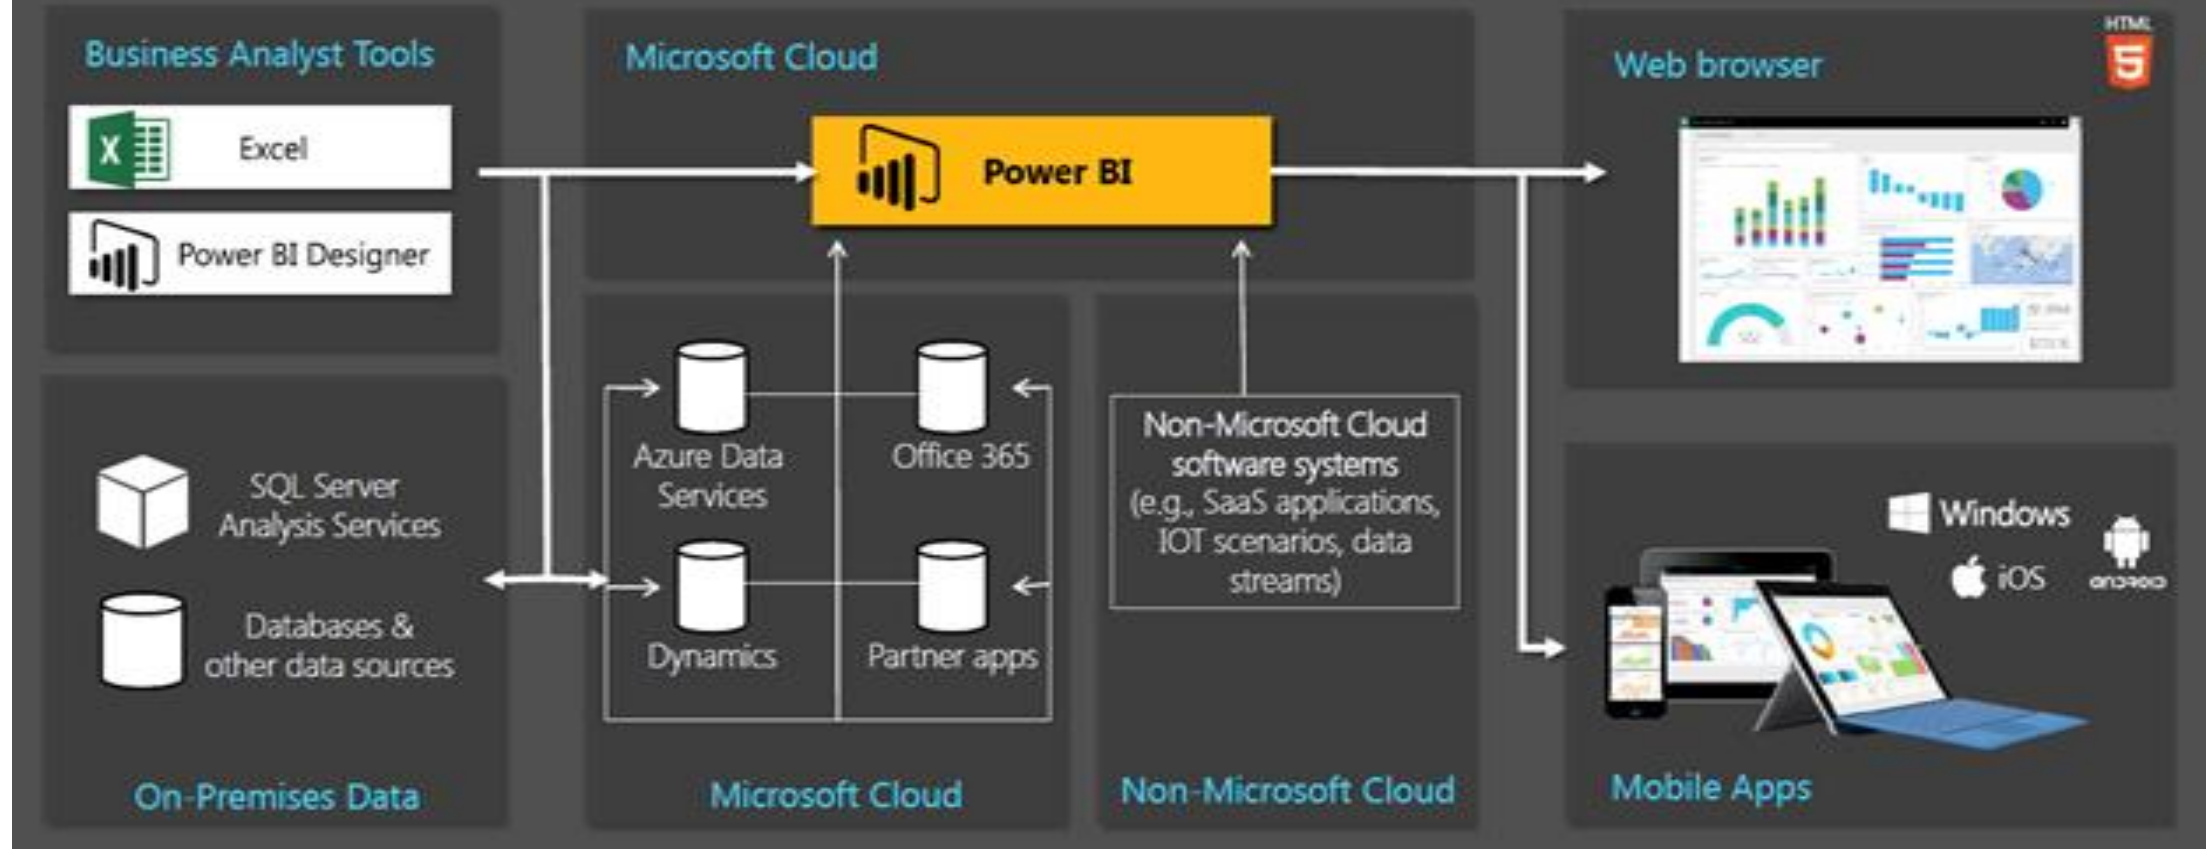 Business Analyst Tools
Excel
Power BI Designer
SQL Server
Analysis Services
Databases &
other data sources
On-Premises Data
Microsoft Cloud
Power BI
Azure Data
Services
Office 365
Dynamics
Partner apps
Microsoft Cloud
Non-Microsoft Cloud
software systems
(e.g., SaaS applications,
IOT scenarios, data
streams)
Non-Microsoft Cloud
Web browser
HTML
5
Windows
iOS
android
Mobile Apps